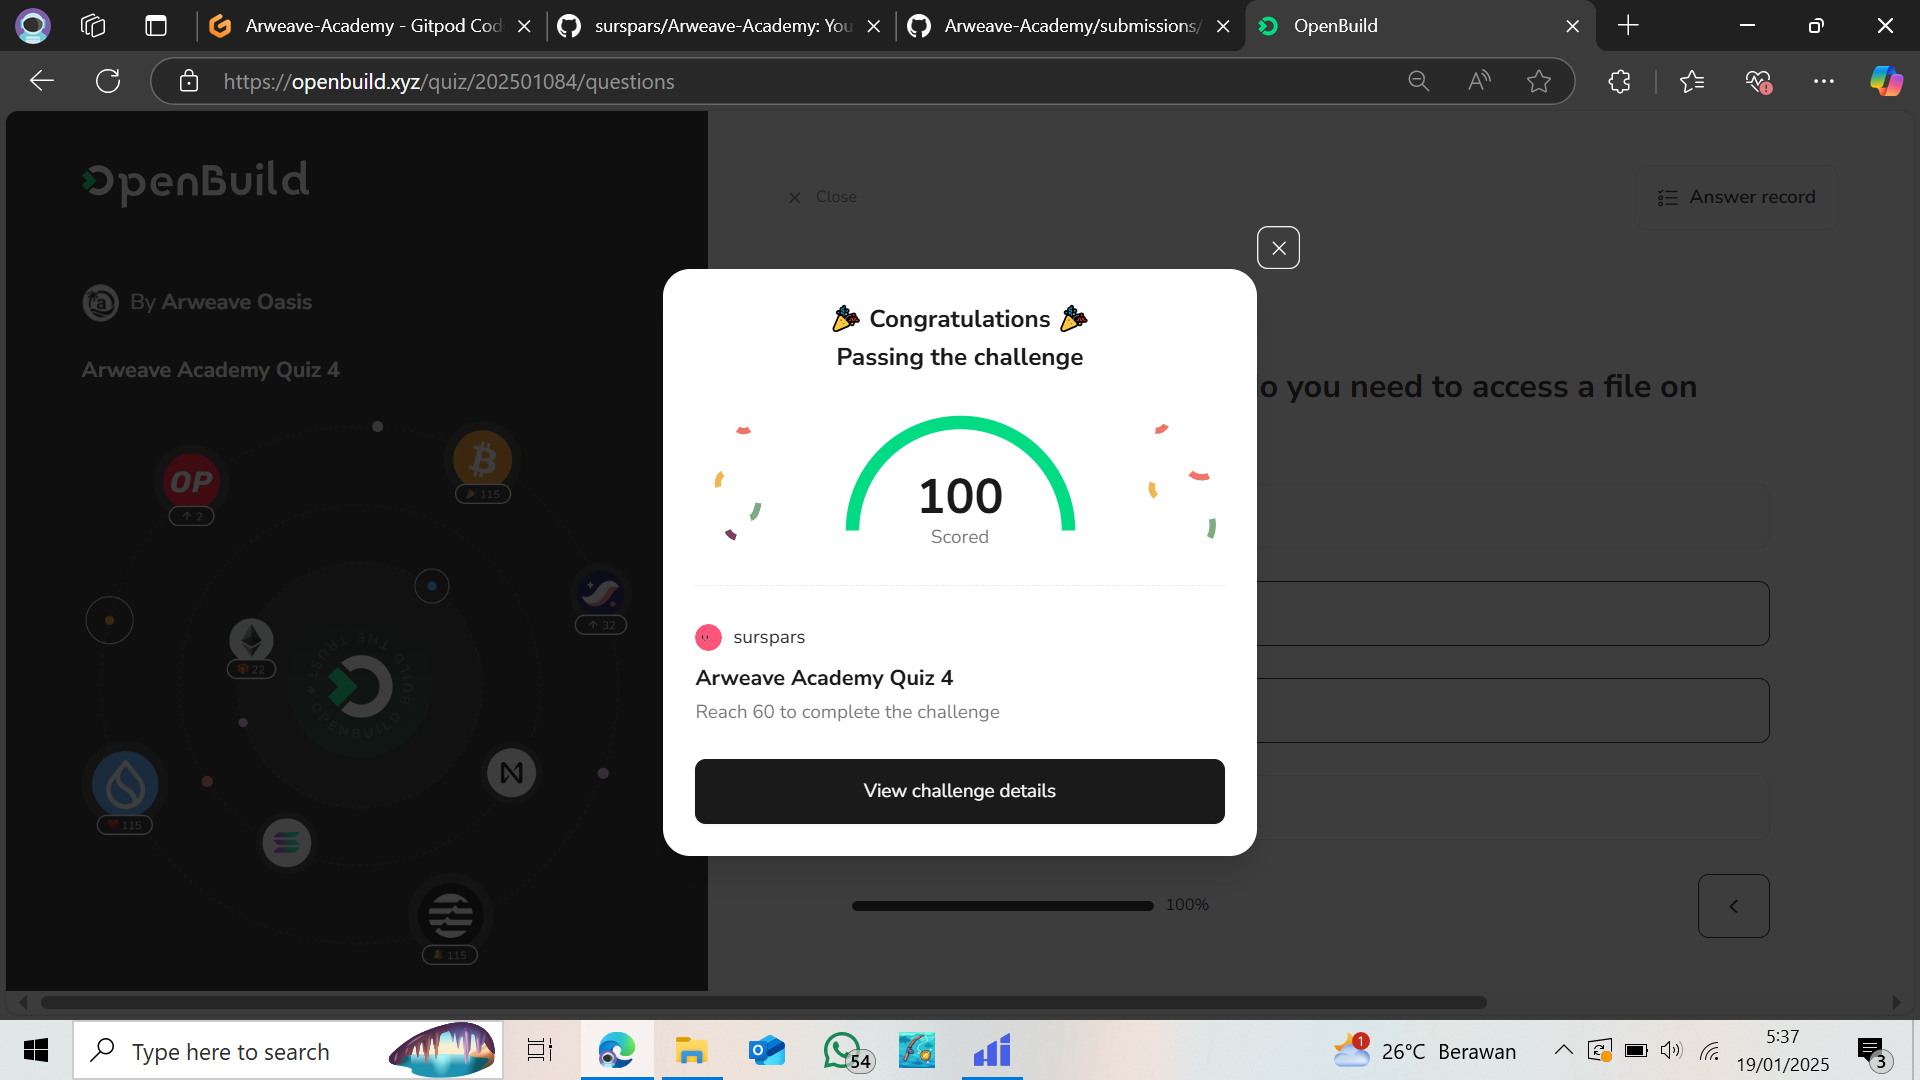 Arweave-Academy - Gitpod Cod
surspars/Arweave-Academy: You
Arweave-Academy/submissions/
OpenBuild
https://openbuild.xyz/quiz/202501084/questions
OpenBuild
Close
Answer record
By Arweave Oasis
Arweave Academy Quiz 4
Congratulations
Passing the challenge
o you need to access a file on
100
Scored
OP
2
115
32
22
115
115
surspars
Arweave Academy Quiz 4
Reach 60 to complete the challenge
View challenge details
100%
Type here to search
54
1
26°C Berawan
5:37
19/01/2025
3